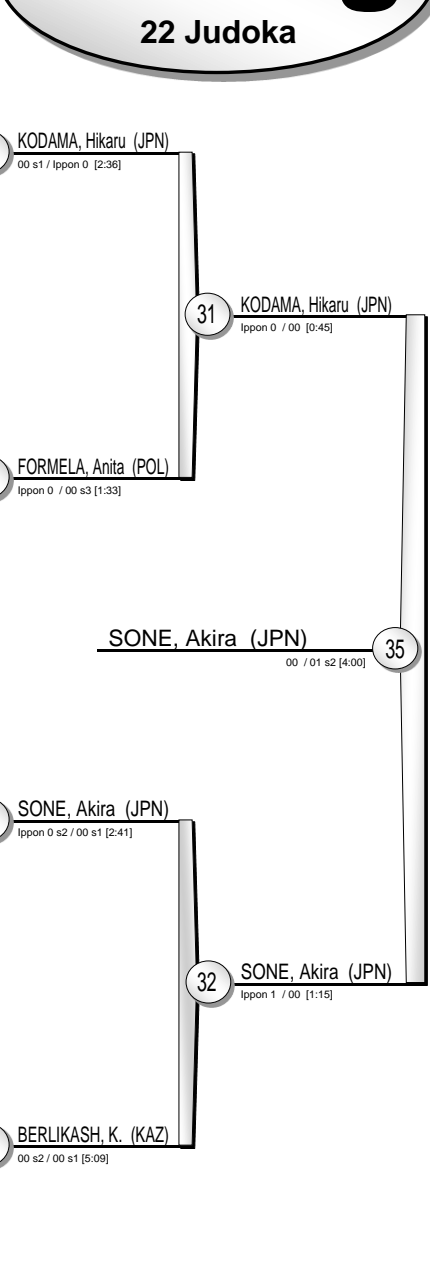 22 Judoka
KODAMA, Hikaru (JPN)
00 s1 / Ippon 0 [2:36]
31
KODAMA, Hikaru (JPN)
Ippon 0 / 00 [0:45]
FORMELA, Anita (POL)
Ippon 0 / 00 s3 [1:33]
SONE, Akira (JPN)
35
00 / 01 s2 [4:00]
SONE, Akira (JPN)
Ippon 0 s2 / 00 s1 [2:41]
32
SONE, Akira (JPN)
Ippon 1 / 00 [1:15]
BERLIKASH, K. (KAZ)
00 s2 / 00 s1 [5:09]